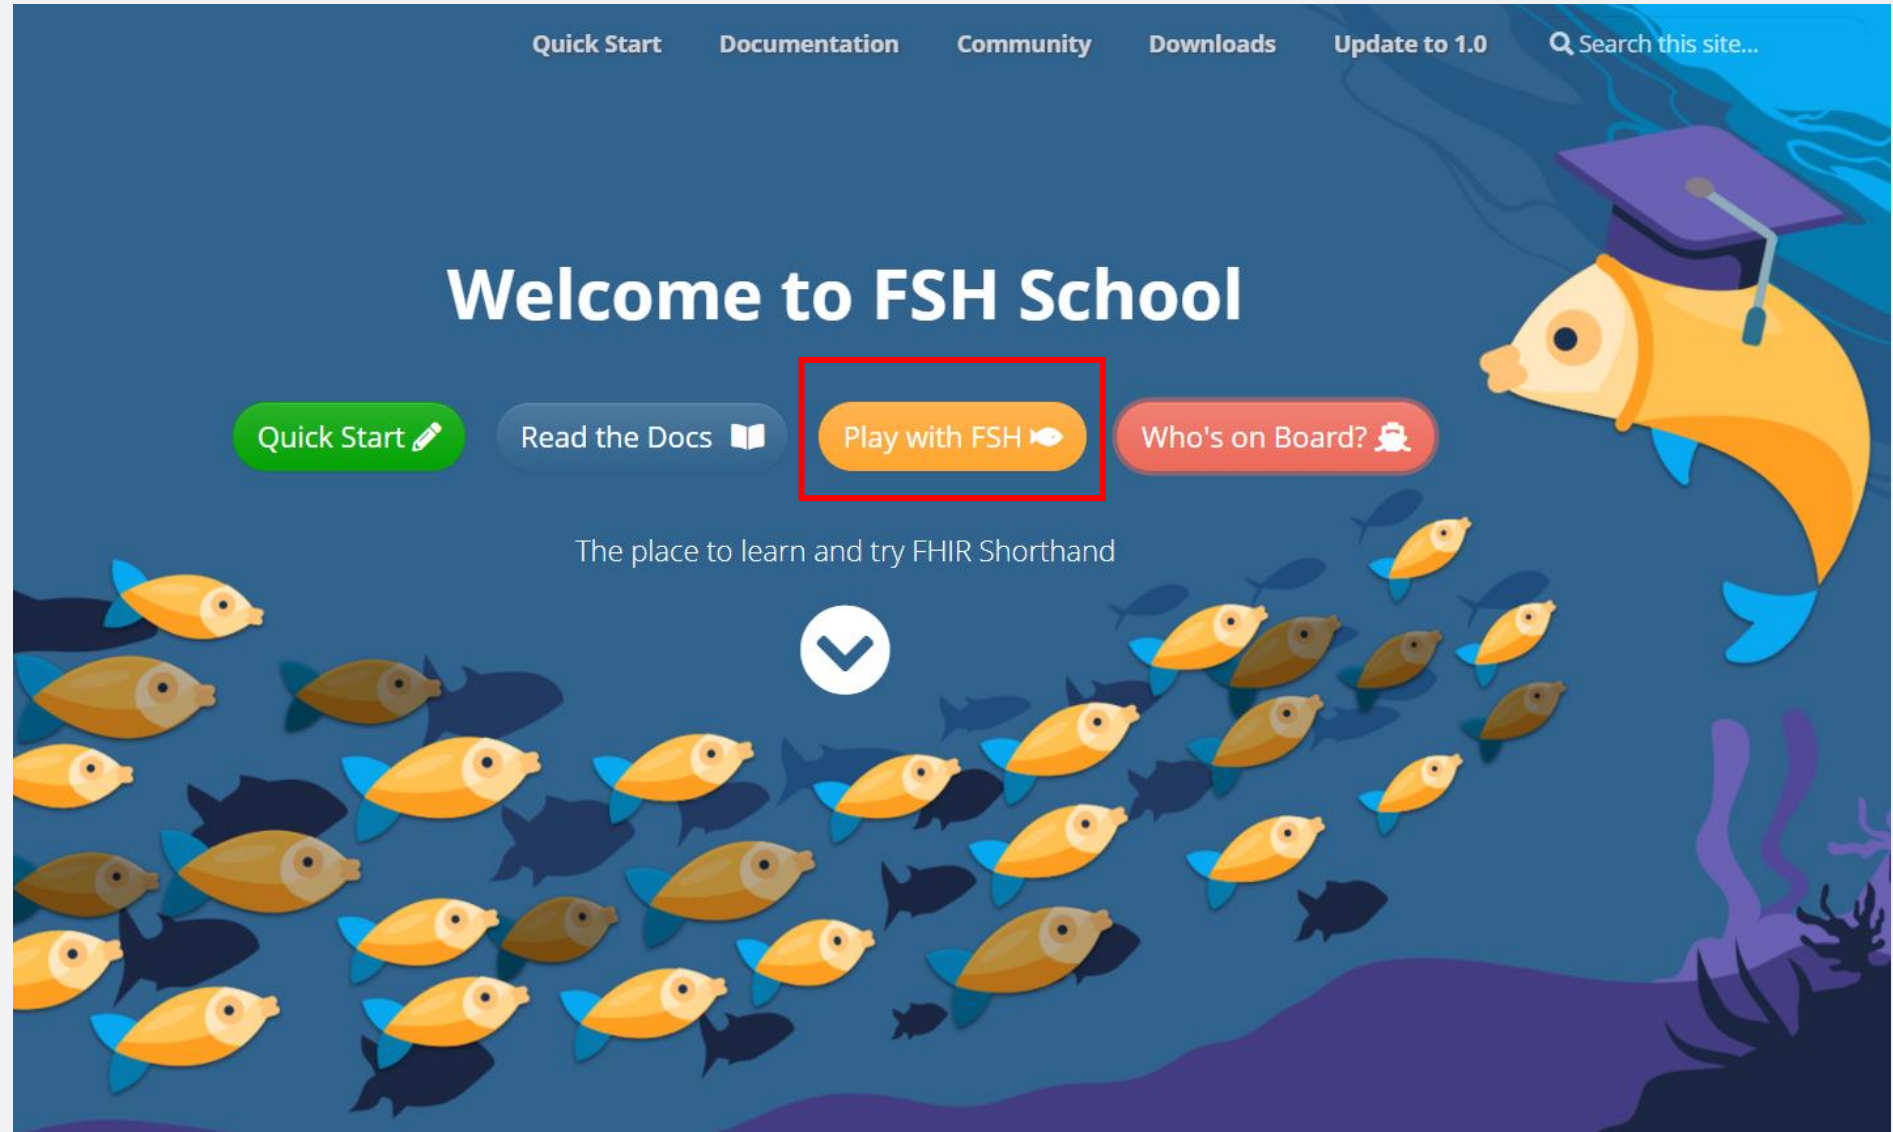 Quick Start Documentation Community Downloads Update to 1.0 Search this site...
Welcome to FSH School
Quick Start Read the Docs Play with FSH Who's on Board?
The place to learn and try FHIR Shorthand